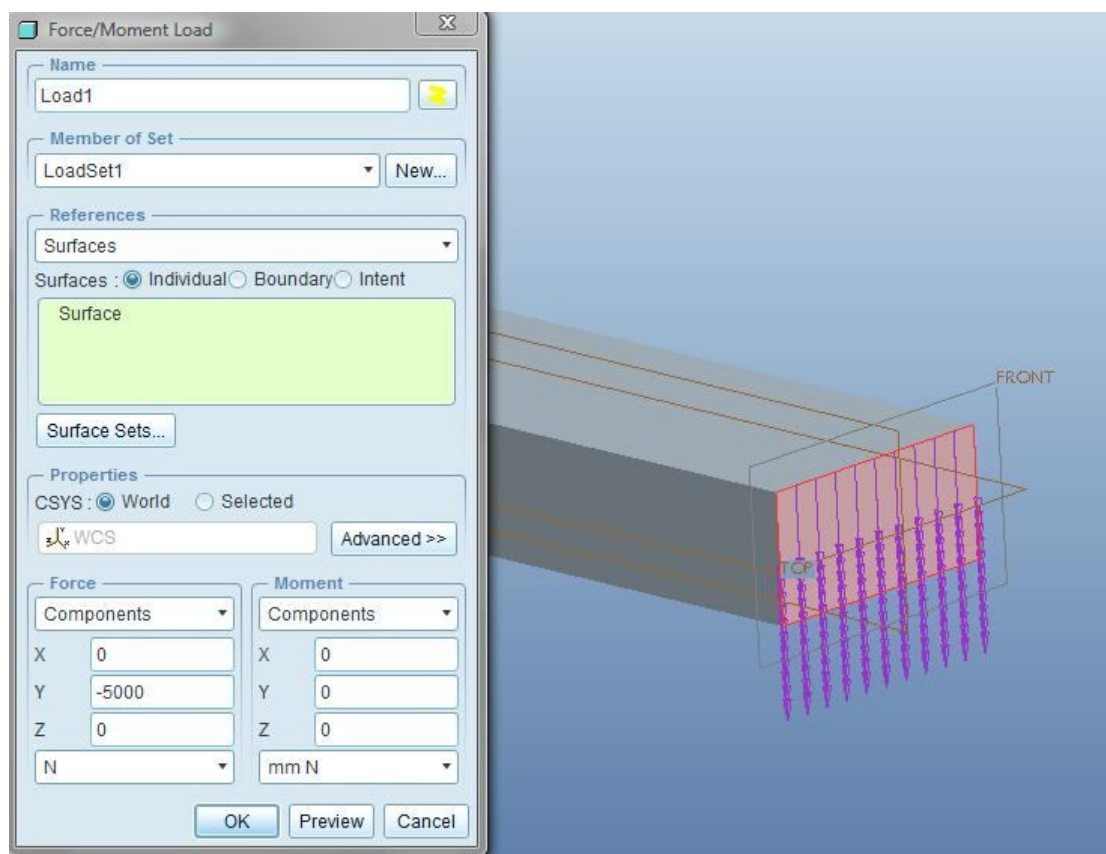 Force/Moment Load
Name
Load1
Member of Set
LoadSet1
New...
References
Surfaces
Surfaces : Individual Boundary Intent
Surface
Surface Sets...
Properties
CSYS : World Selected
WCS
Advanced >>
Force Moment
Components Components
X 0 X 0
Y -5000 Y 0
Z 0 Z 0
N mm N
OK Preview Cancel
FRONT
TOP